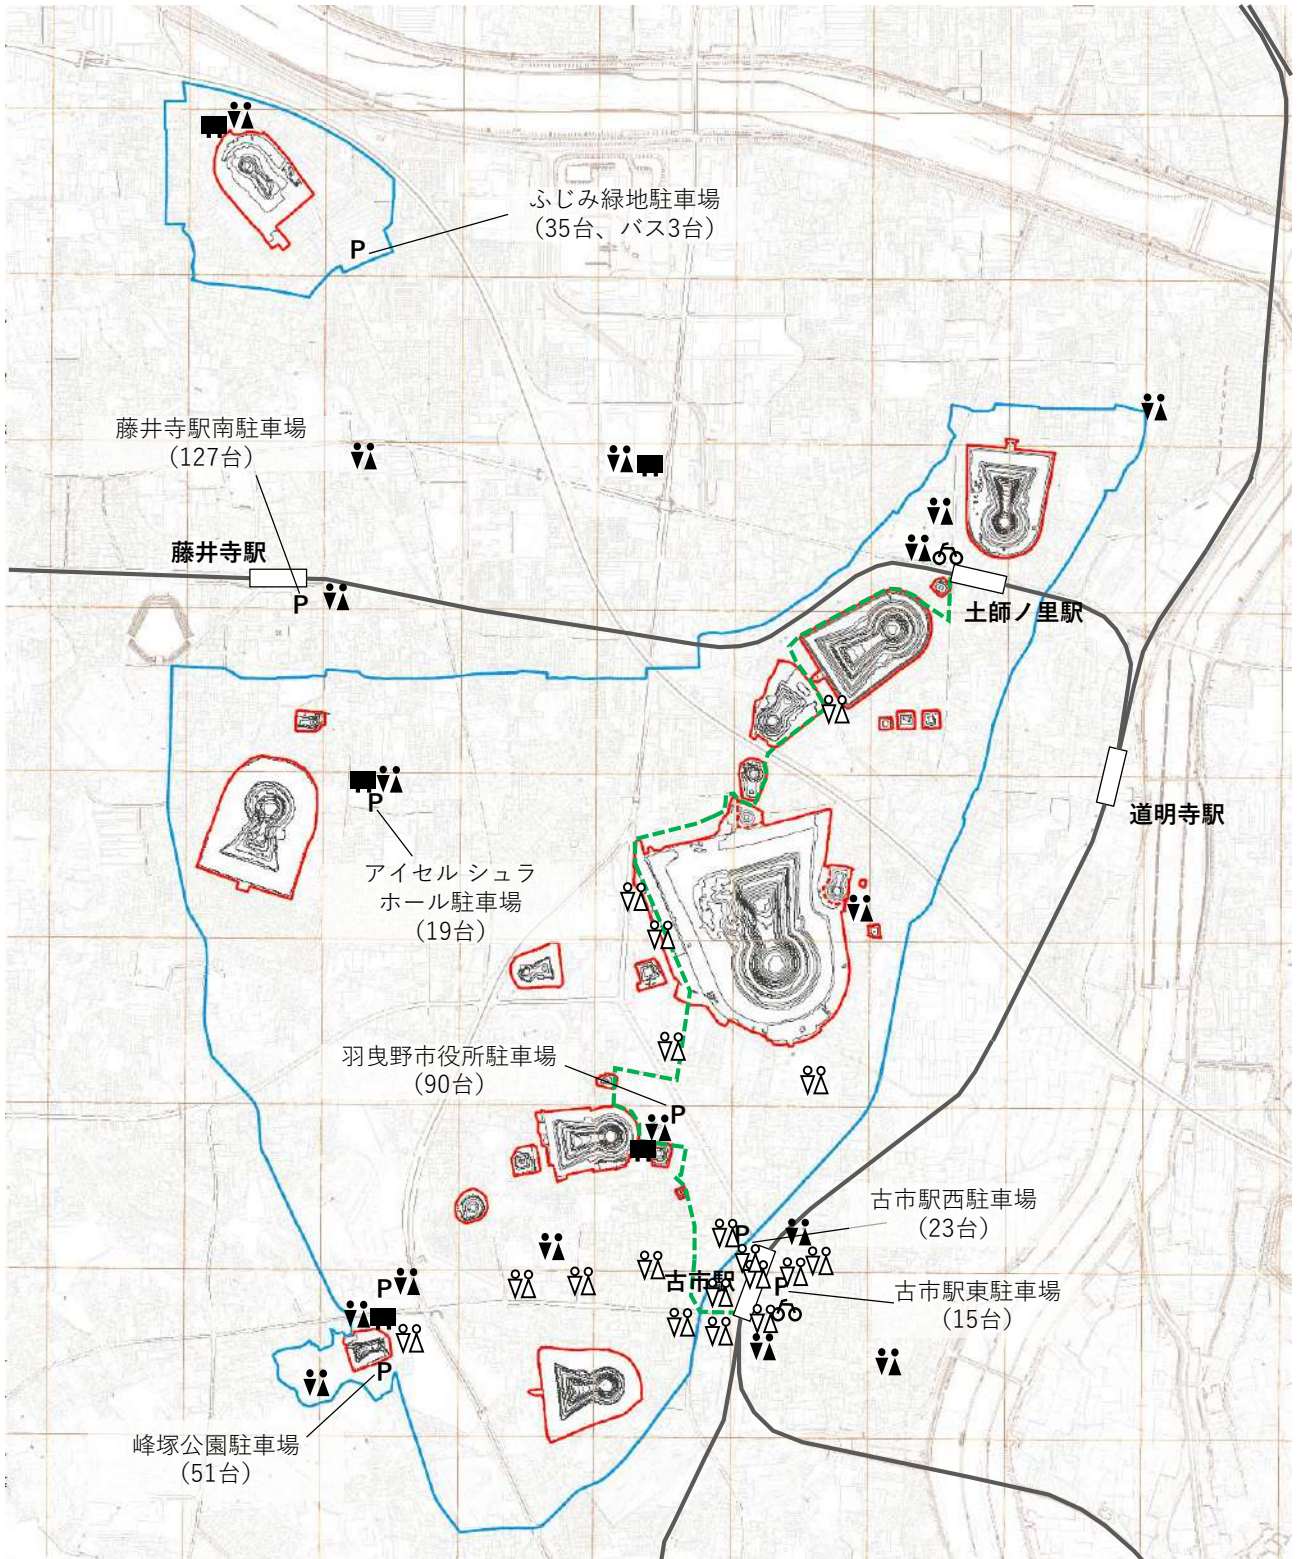 ふじみ緑地駐車場
(35台、バス3台)
P
藤井寺駅南駐車場
(127台)
藤井寺駅
P
土師ノ里駅
道明寺駅
P
アイセル シュラ
ホール駐車場
(19台)
羽曳野市役所駐車場
(90台)
P
古市駅西駐車場
(23台)
P
古市駅
P
古市駅東駐車場
(15台)
P
P
峰塚公園駐車場
(51台)